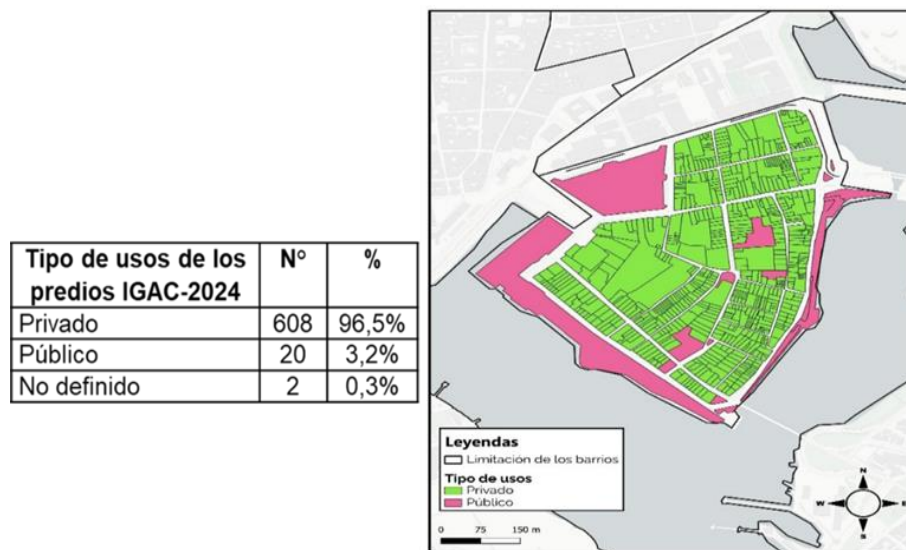 Tipo de usos de los predios IGAC-2024 N° %
Privado 608 96,5%
Público 20 3,2%
No definido 2 0,3%
Leyendas
Limitación de los barrios
Tipo de usos
Privado
Público
0 75 150 m
N
W E
S